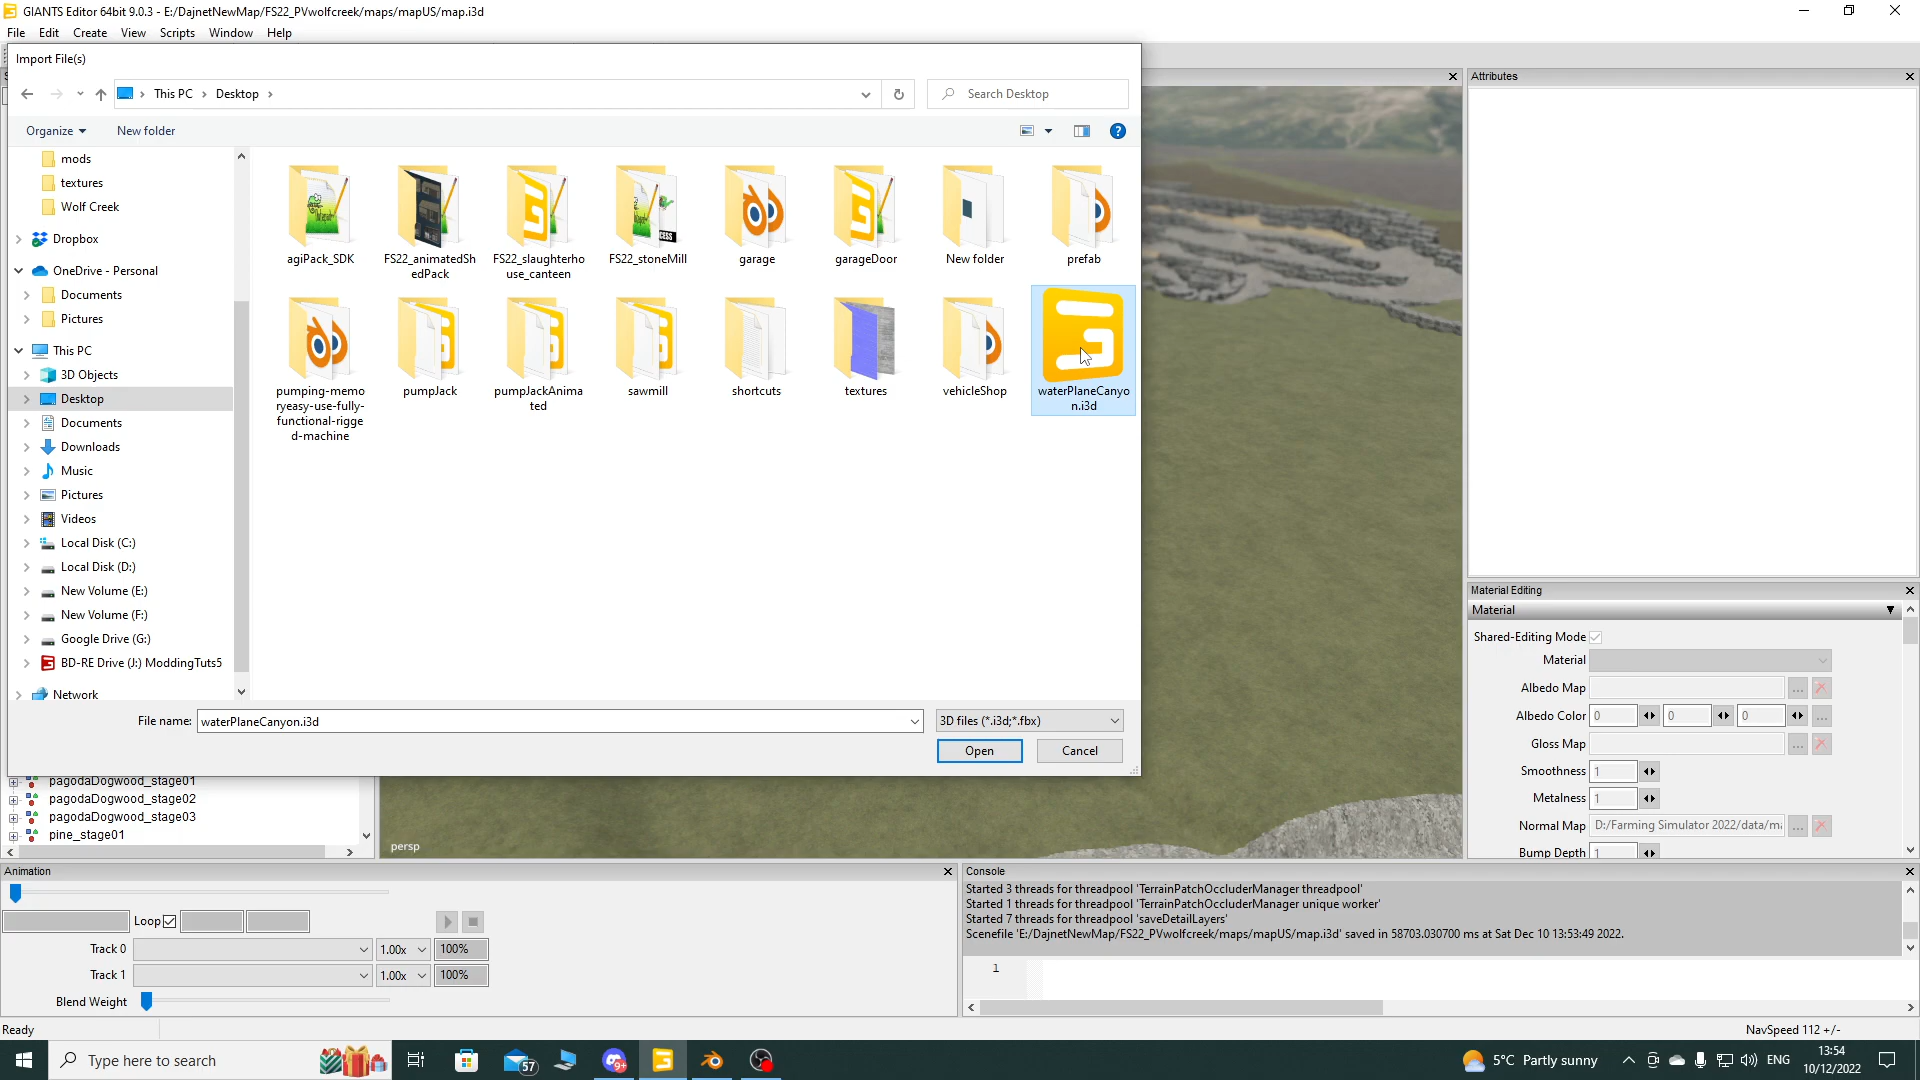 GIANTS Editor 64bit 9.0.3 - E:/DajnetNewMap/FS22_PVwolfcreek/maps/mapUS/map.i3d
File Edit Create View Scripts Window Help
Import File(s)
This PC > Desktop >
Search Desktop
Organize
New folder
mods
textures
Wolf Creek
Dropbox
OneDrive - Personal
Documents
Pictures
This PC
3D Objects
Desktop
Documents
Downloads
Music
Pictures
Videos
Local Disk (C:)
Local Disk (D:)
New Volume (E:)
New Volume (F:)
Google Drive (G:)
BD-RE Drive (J:) ModdingTuts5
Network
agiPack_SDK
FS22_animatedSh
edPack
FS22_slaughterho
use_canteen
FS22_stoneMill
garage
garageDoor
New folder
prefab
pumping-memo
ryeasy-use-fully-
functional-rigge
d-machine
pumpJack
pumpJackAnima
ted
sawmill
shortcuts
textures
vehicleShop
waterPlaneCanyo
n.i3d
File name: waterPlaneCanyon.i3d
3D files (*.i3d;*.fbx)
Open
Cancel
pagodaDogwood_stage01
pagodaDogwood_stage02
pagodaDogwood_stage03
pine_stage01
persp
Attributes
Material Editing
Material
Shared-Editing Mode
Material
Albedo Map ...
Albedo Color 0 0 0 ...
Gloss Map ...
Smoothness 1
Metalness 1
Normal Map D:/Farming Simulator 2022/data/m ...
Bump Depth 1
Animation
Loop
Track 0 1.00x 100%
Track 1 1.00x 100%
Blend Weight
Console
Started 3 threads for threadpool 'TerrainPatchOccluderManager threadpool'
Started 1 threads for threadpool 'TerrainPatchOccluderManager unique worker'
Started 7 threads for threadpool 'saveDetailLayers'
Scenefile 'E:/DajnetNewMap/FS22_PVwolfcreek/maps/mapUS/map.i3d' saved in 58703.030700 ms at Sat Dec 10 13:53:49 2022.
1
Ready
NavSpeed 112 +/-
Type here to search
57
9+
5°C Partly sunny
ENG
13:54
10/12/2022